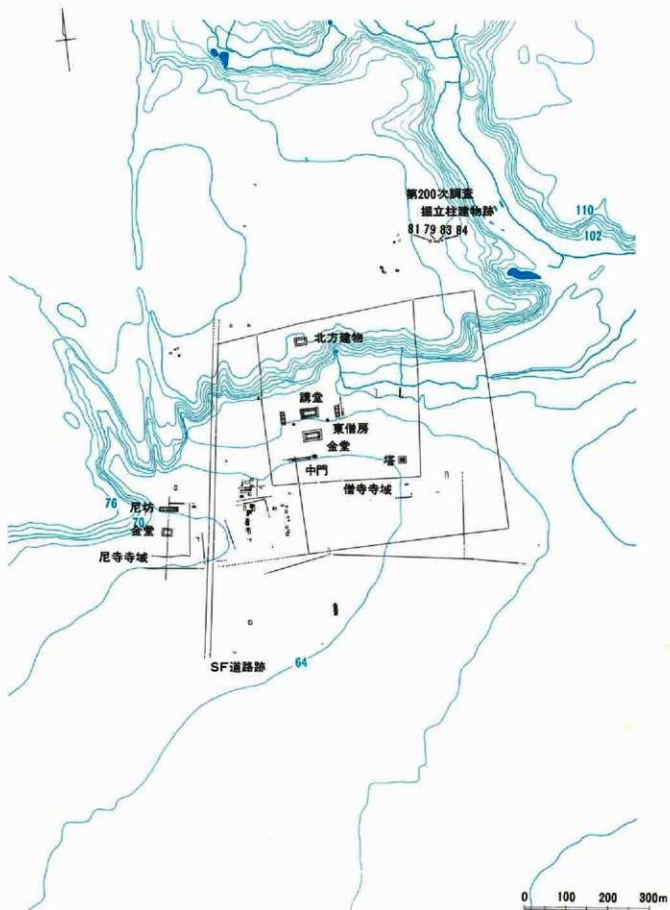 第200次調査
掘立柱建物跡
81 79 83 84
110
102
北方建物
講堂
東僧房
金堂
中門
塔
僧寺寺域
76
尼坊
70
金堂
尼寺寺域
SF道路跡
64
0 100 200 300m